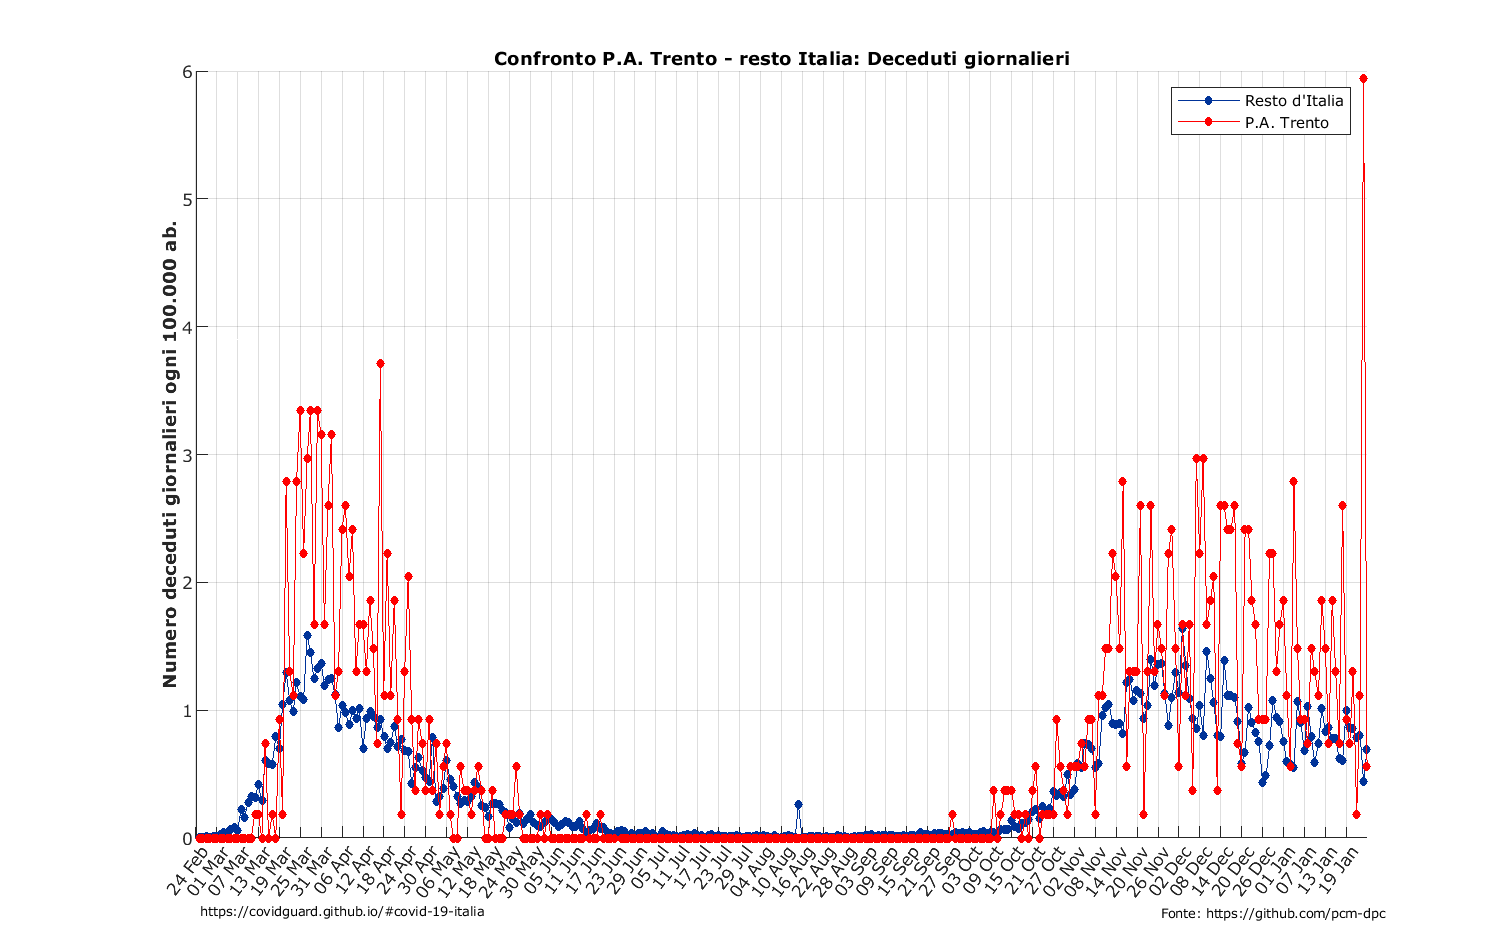 Confronto P.A. Trento - resto Italia: Deceduti giornalieri
Resto d'Italia
P.A. Trento
Numero deceduti giornalieri ogni 100.000 ab.
6
5
4
3
2
1
0
24 Feb
01 Mar
07 Mar
13 Mar
19 Mar
25 Mar
31 Mar
06 Apr
12 Apr
18 Apr
24 Apr
30 Apr
06 May
12 May
18 May
24 May
30 May
05 Jun
11 Jun
17 Jun
23 Jun
29 Jun
05 Jul
11 Jul
17 Jul
23 Jul
29 Jul
04 Aug
10 Aug
16 Aug
22 Aug
28 Aug
03 Sep
09 Sep
15 Sep
21 Sep
27 Sep
03 Oct
09 Oct
15 Oct
21 Oct
27 Oct
02 Nov
08 Nov
14 Nov
20 Nov
26 Nov
02 Dec
08 Dec
14 Dec
20 Dec
26 Dec
01 Jan
07 Jan
13 Jan
19 Jan
https://covidguard.github.io/#covid-19-italia
Fonte: https://github.com/pcm-dpc